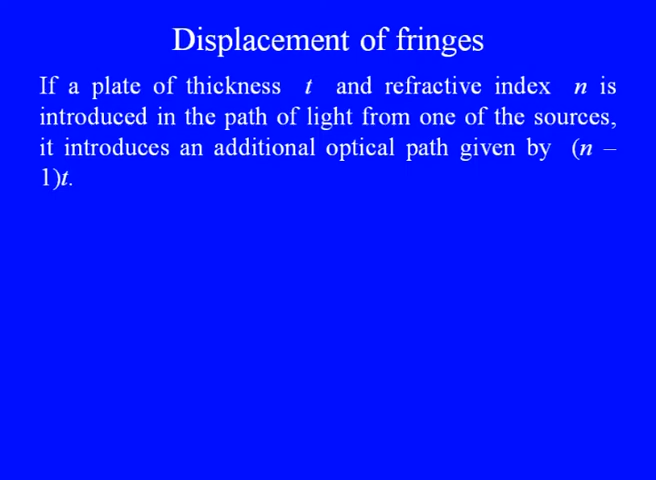 Displacement of fringes
If a plate of thickness t and refractive index n is
introduced in the path of light from one of the sources,
it introduces an additional optical path given by (n –
1)t.